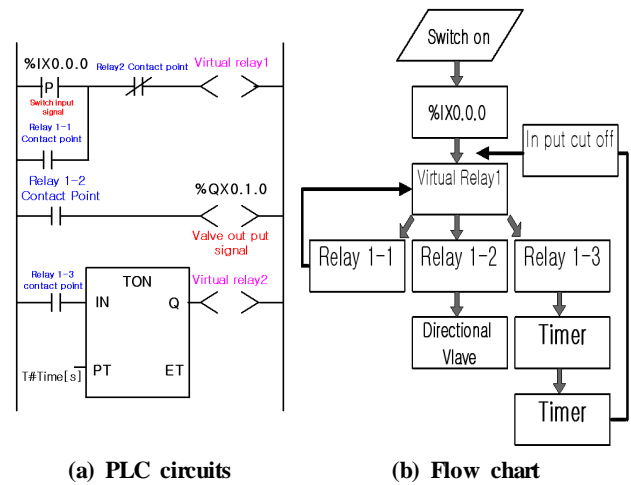 %IX0.0.0
P
Switch input
signal
Relay2 Contact point
Virtual relay1
Relay 1-1
Contact point
Relay 1-2
Contact Point
%QX0.1.0
Valve out put
signal
Relay 1-3
contact point
TON
IN
Q
Virtual relay2
T#Time[s]
PT
ET
(a) PLC circuits
Switch on
%IX0,0,0
In put cut off
Virtual Relay1
Relay 1-1
Relay 1-2
Relay 1-3
Directional
Vlave
Timer
Timer
(b) Flow chart